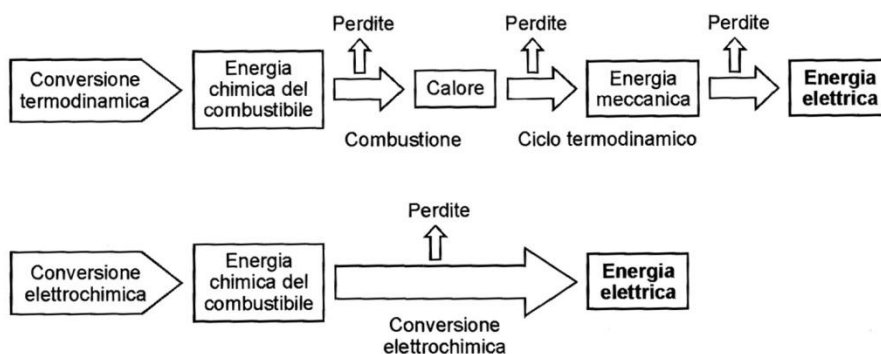 Perdite
Perdite
Perdite
Conversione
termodinamica
Energia
chimica del
combustibile
Calore
Energia
meccanica
Energia
elettrica
Combustione
Ciclo termodinamico
Perdite
Conversione
elettrochimica
Energia
chimica del
combustibile
Energia
elettrica
Conversione
elettrochimica